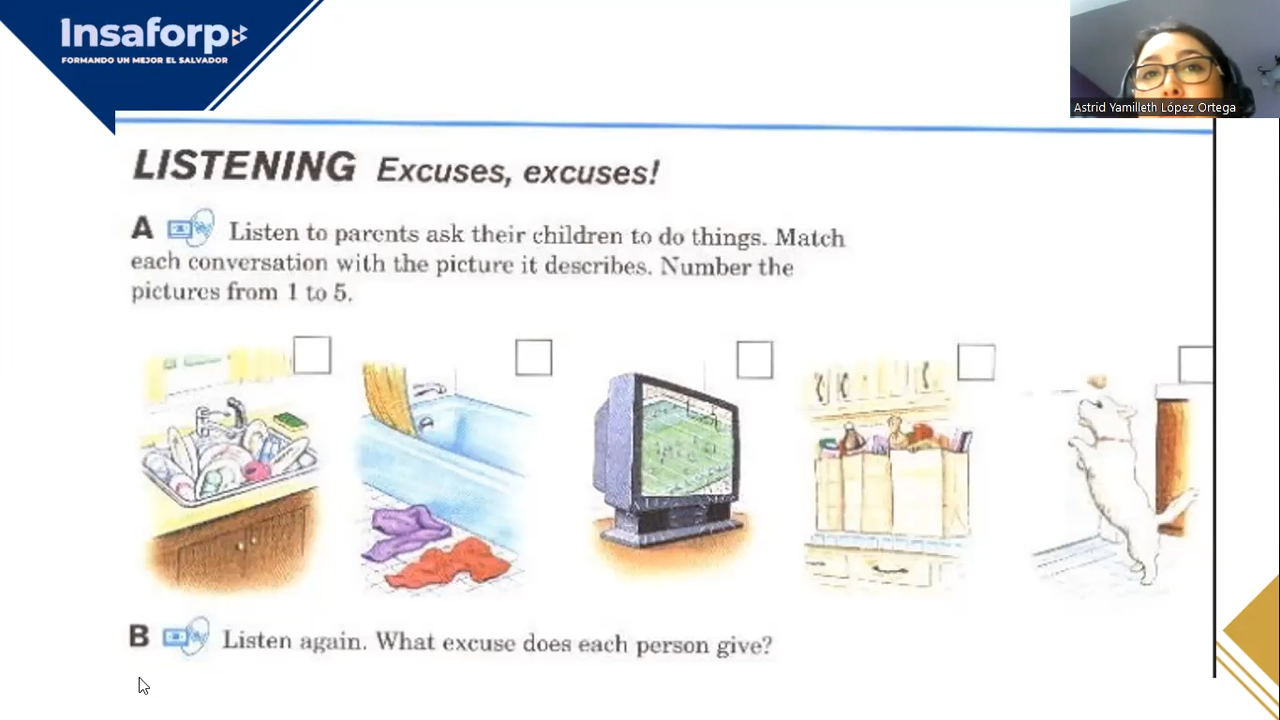 Insaforp
FORMANDO UN MEJOR EL SALVADOR
Astrid Yamilleth López Ortega
LISTENING Excuses, excuses!
A Listen to parents ask their children to do things. Match
each conversation with the picture it describes. Number the
pictures from 1 to 5.
B Listen again. What excuse does each person give?